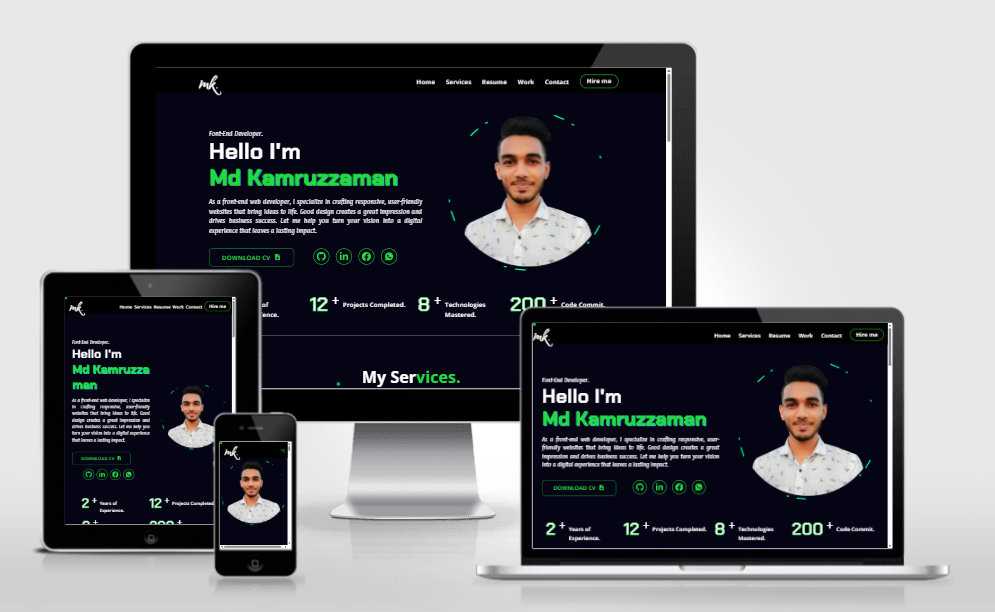 mk.
Home Services Resume Work Contact Hire me
Font-End Developer.
Hello I'm
Md Kamruzzaman
As a front-end web developer, I specialize in crafting responsive, user-friendly
websites that bring ideas to life. Good design creates a great impression and
drives business success. Let me help you turn your vision into a digital
experience that leaves a lasting impact.
DOWNLOAD CV
of 12 + Projects Completed. 8 + Technologies 200 + Code Commit.
nce. Mastered.
My Services.
mk.
Home Services Resume Work Contact Hire me
Font-End Developer.
Hello I'm
Md Kamruzza
man
As a front-end web developer, I specialize
in crafting responsive, user-friendly
websites that bring ideas to life. Good
design creates a great impression and
drives business success. Let me help you
turn your vision into a digital experience
that leaves a lasting impact.
DOWNLOAD CV
2 + Years of 12 + Projects Completed.
Experience.
mk.
mk.
Home Services Resume Work Contact Hire me
Font-End Developer.
Hello I'm
Md Kamruzzaman
As a front-end web developer, I specialize in crafting responsive, user-
friendly websites that bring ideas to life. Good design creates a great
impression and drives business success. Let me help you turn your vision
into a digital experience that leaves a lasting impact.
DOWNLOAD CV
2 + Years of 12 + Projects Completed. 8 + Technologies 200 + Code Commit.
Experience. Mastered.